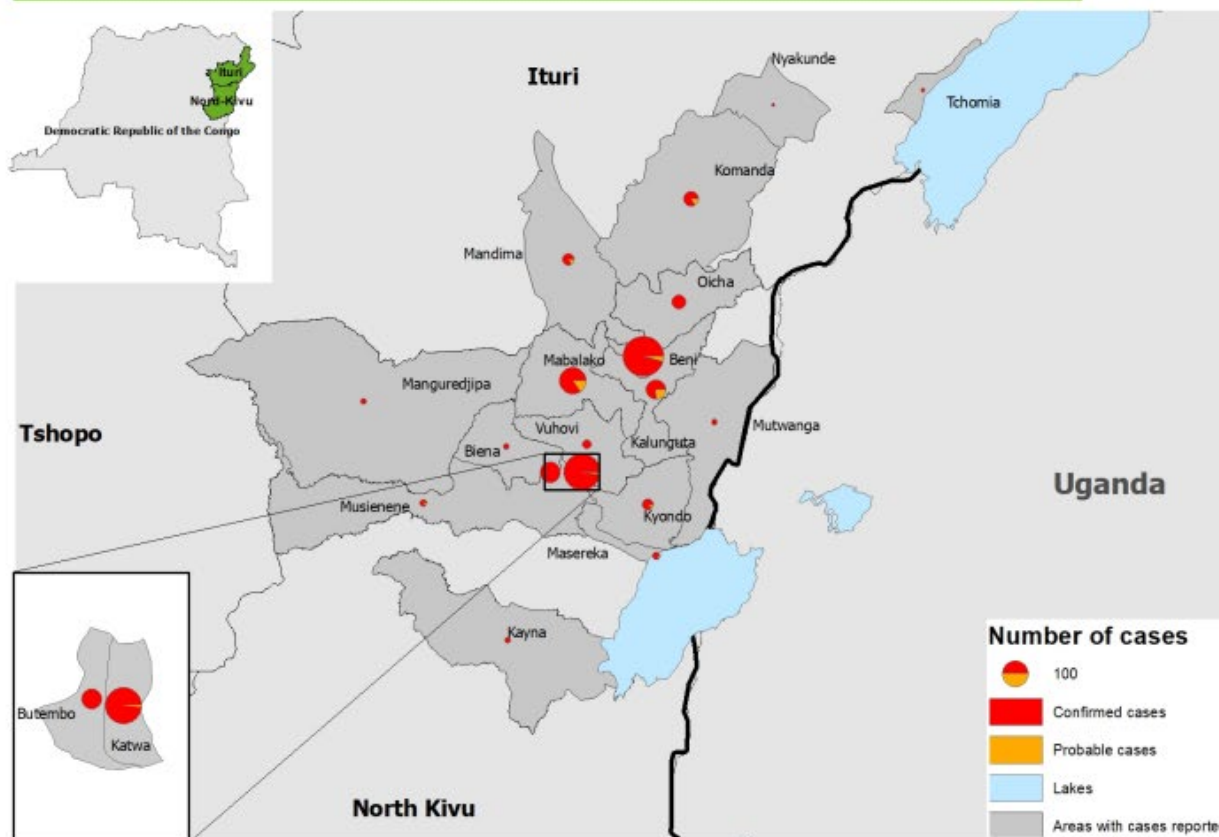 Ituri
Nord-Kivu
Democratic Republic of the Congo
Ituri
Nyakunde
Tchomia
Komanda
Mandima
Oicha
Mabalako
Beni
Manguredjipa
Tshopo
Vuhovi
Mutwanga
Biena
Kalunguta
Uganda
Musienene
Kyondo
Masereka
Kayna
Butembo
Katwa
North Kivu
Number of cases
100
Confirmed cases
Probable cases
Lakes
Areas with cases reporte